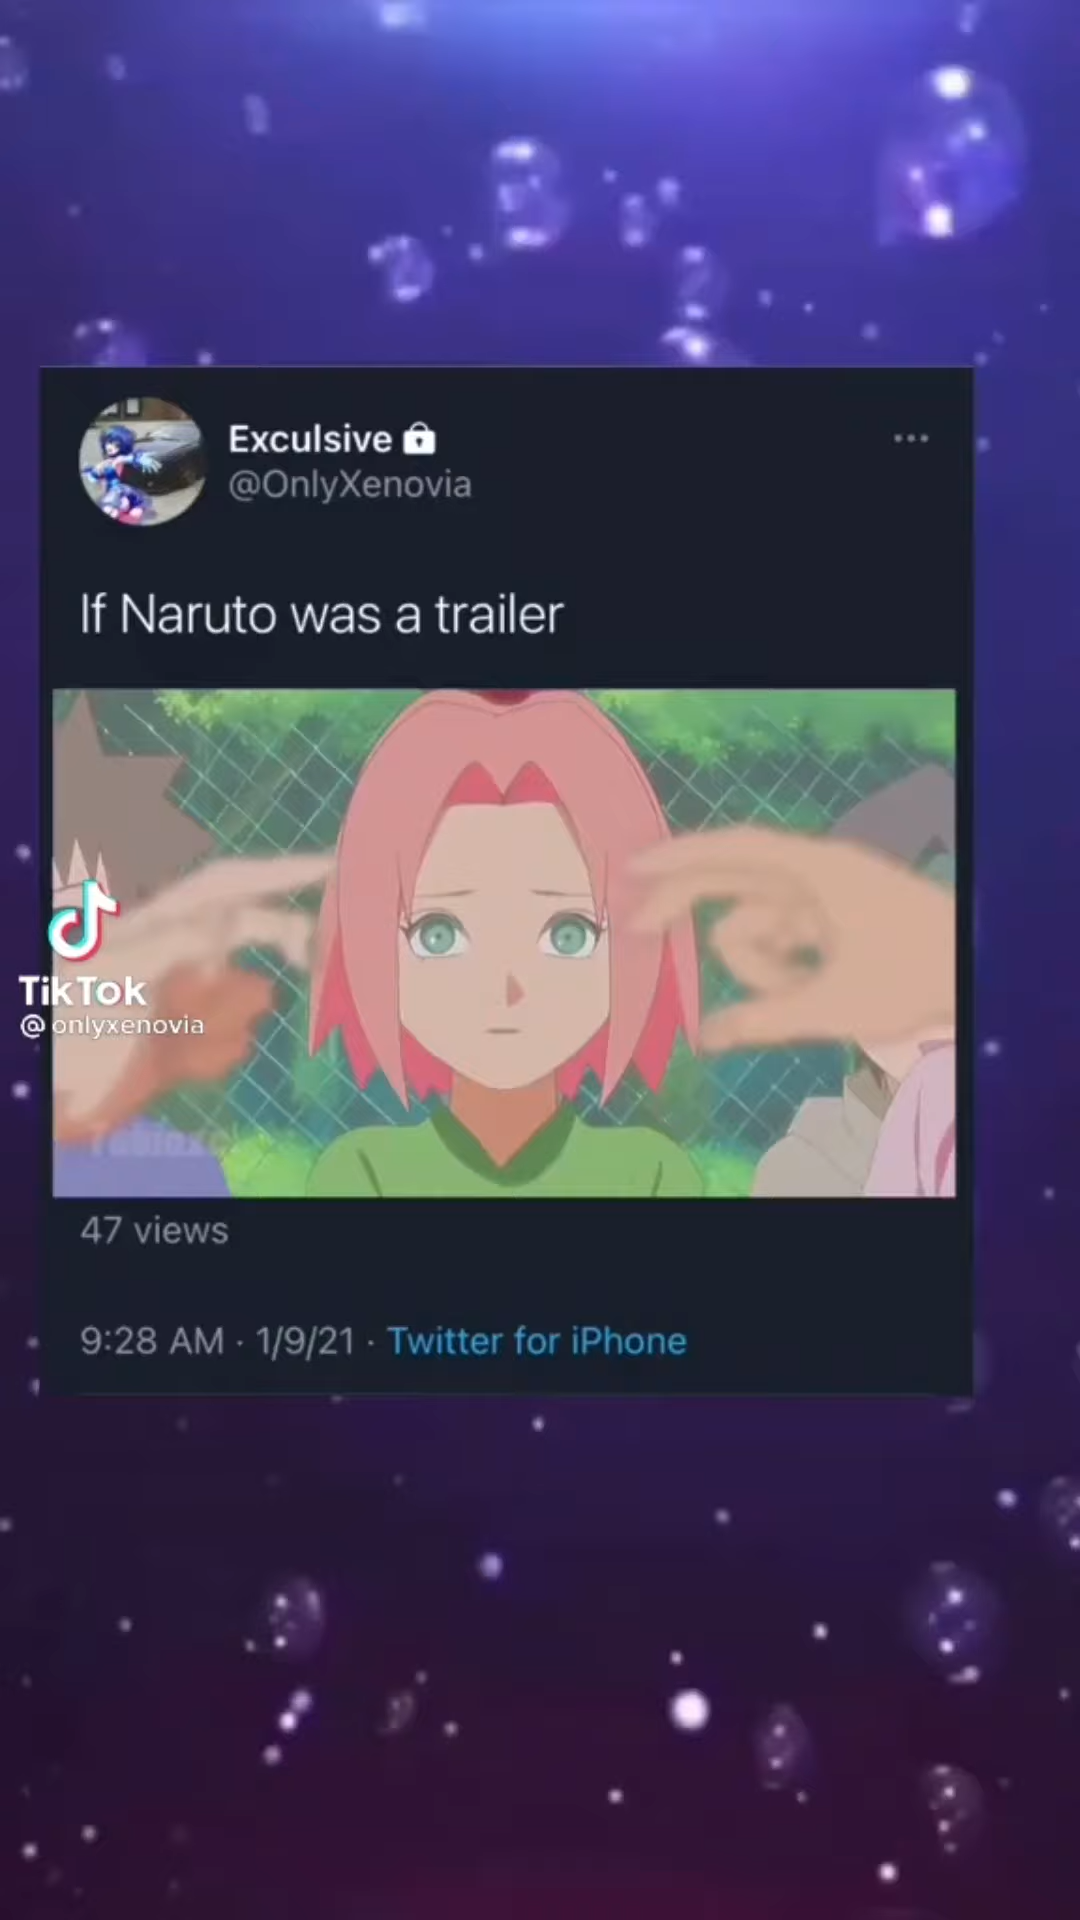 Exculsive
@OnlyXenovia
If Naruto was a trailer
TikTok
@onlyxenovia
47 views
9:28 AM · 1/9/21 · Twitter for iPhone